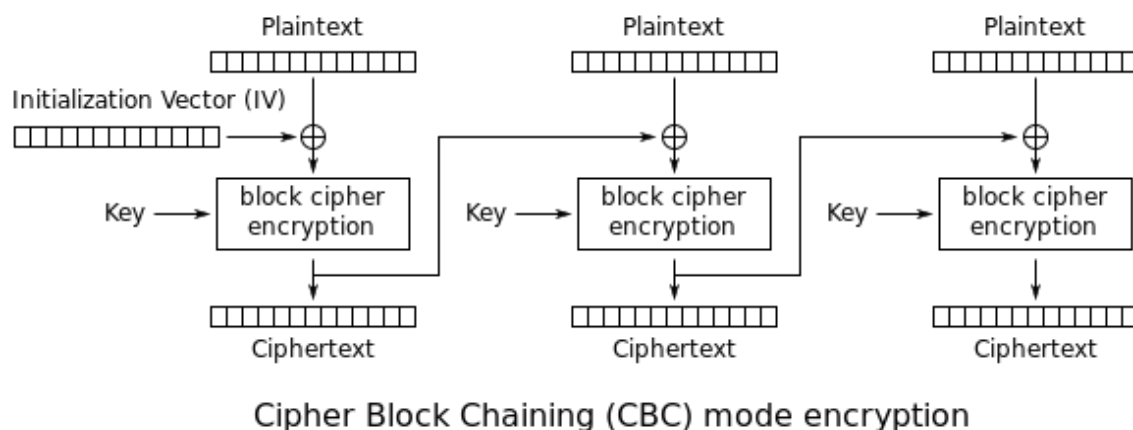 Plaintext
Plaintext
Plaintext
Initialization Vector (IV)
Key
block cipher
encryption
Key
block cipher
encryption
Key
block cipher
encryption
Ciphertext
Ciphertext
Ciphertext
Cipher Block Chaining (CBC) mode encryption